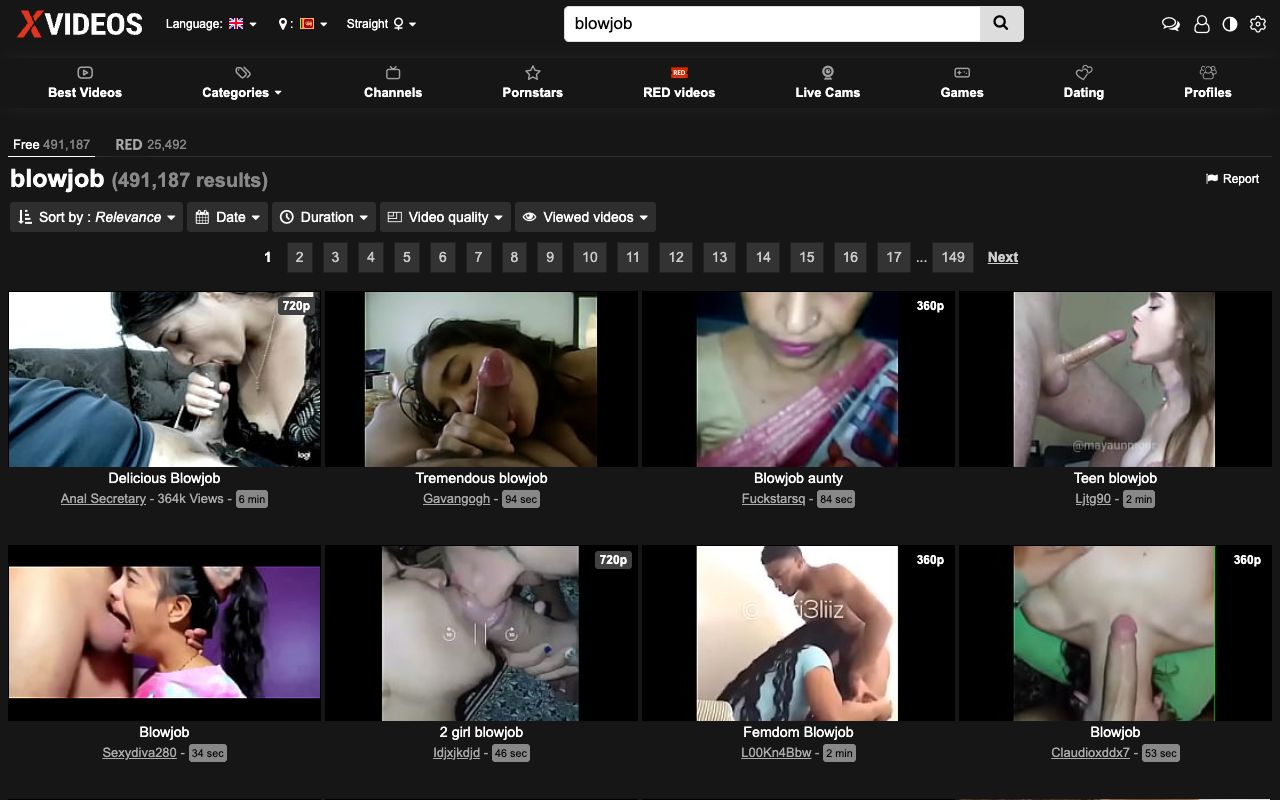 XVIDEOS Language: : Straight blowjob
Best Videos Categories Channels Pornstars RED RED videos Live Cams Games Dating Profiles
Free 491,187 RED 25,492
blowjob (491,187 results) Report
Sort by : Relevance Date Duration Video quality Viewed videos
1 2 3 4 5 6 7 8 9 10 11 12 13 14 15 16 17 ... 149 Next
720p 360p
logi
Delicious Blowjob Tremendous blowjob Blowjob aunty Teen blowjob
Anal Secretary - 364k Views - 6 min Gavangogh - 94 sec Fuckstarsq - 84 sec Ljtg90 - 2 min
720p 360p 360p
Blowjob 2 girl blowjob Femdom Blowjob Blowjob
Sexydiva280 - 34 sec Idjxjkdjd - 46 sec L00Kn4Bbw - 2 min Claudioxddx7 - 53 sec